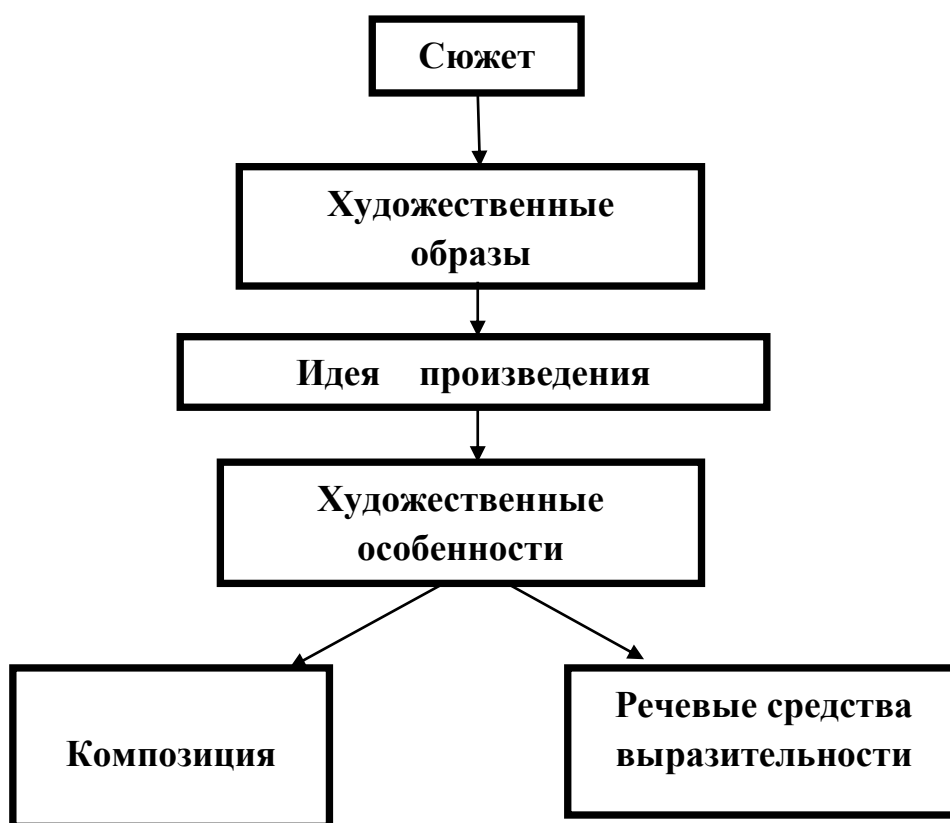 Сюжет
Художественные
образы
Идея произведения
Художественные
особенности
Композиция
Речевые средства
выразительности